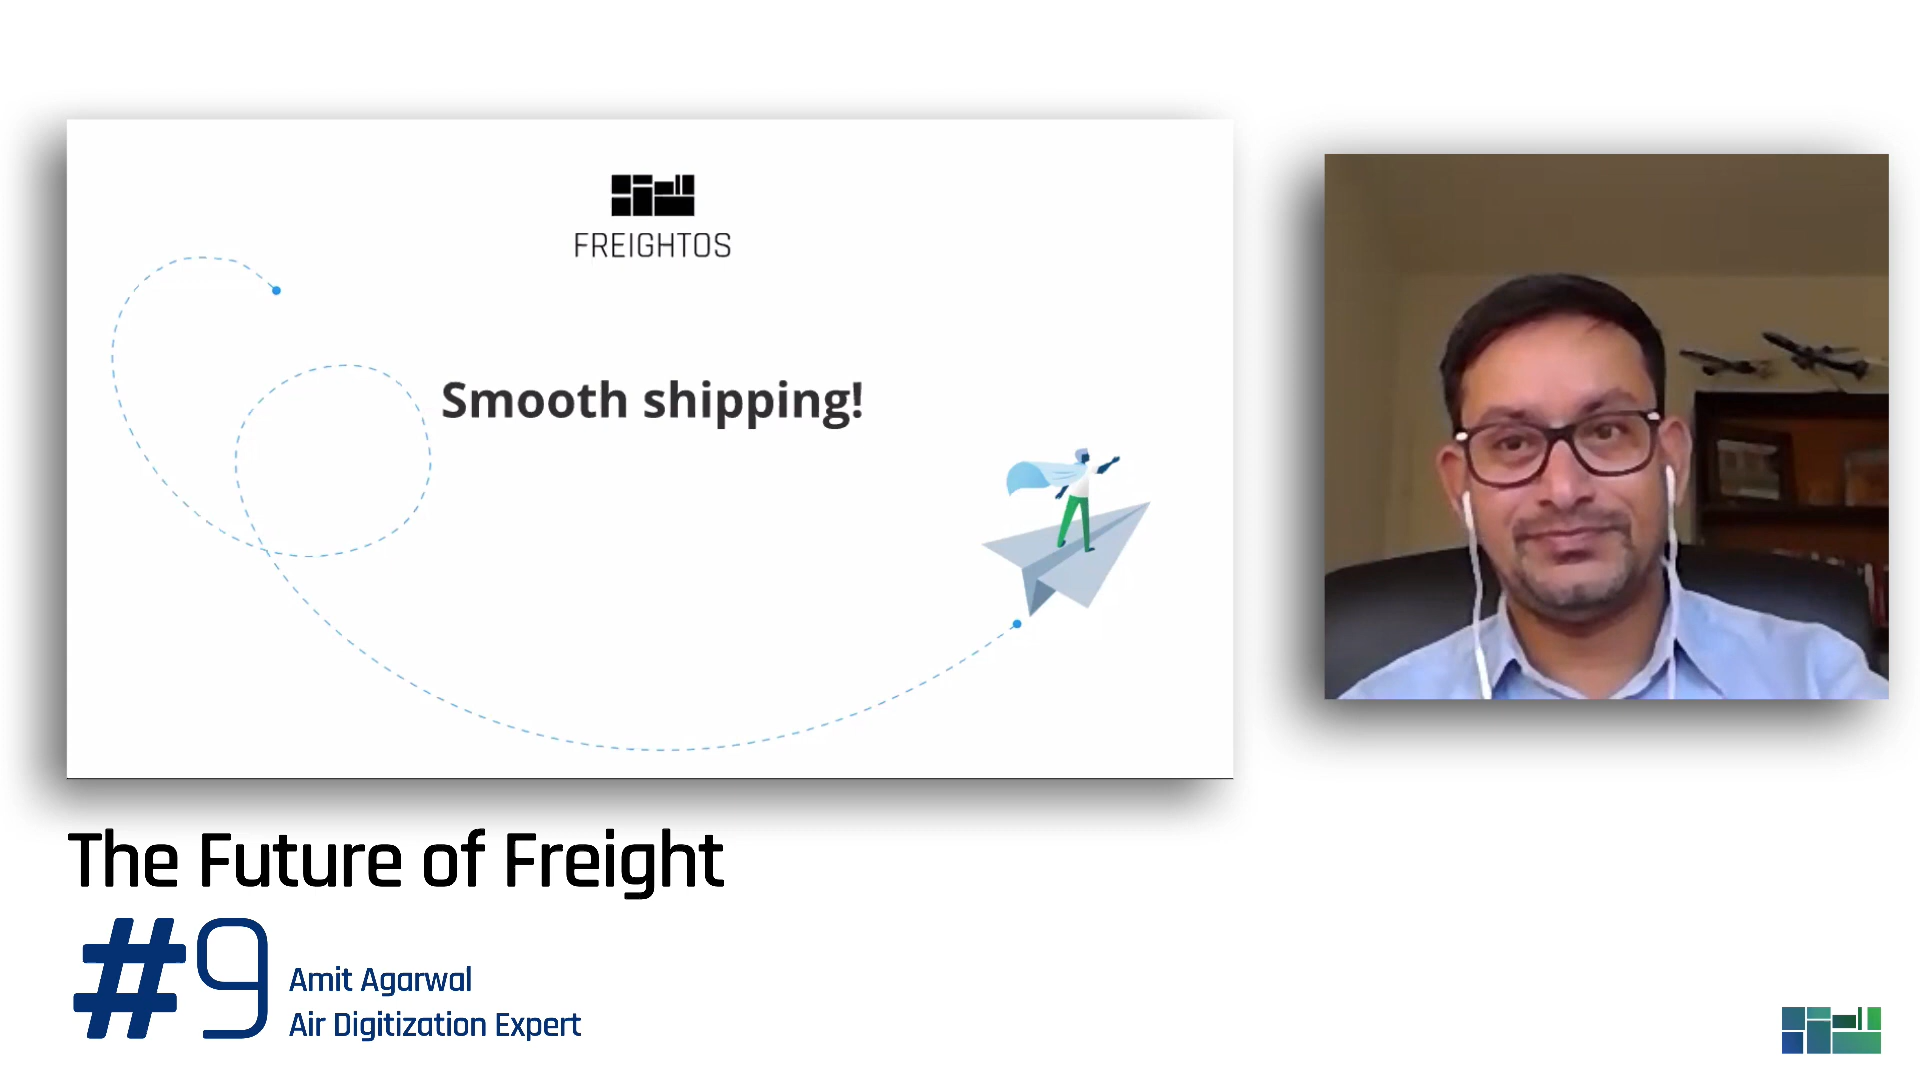 FREIGHTOS
Smooth shipping!
The Future of Freight
#9
Amit Agarwal
Air Digitization Expert